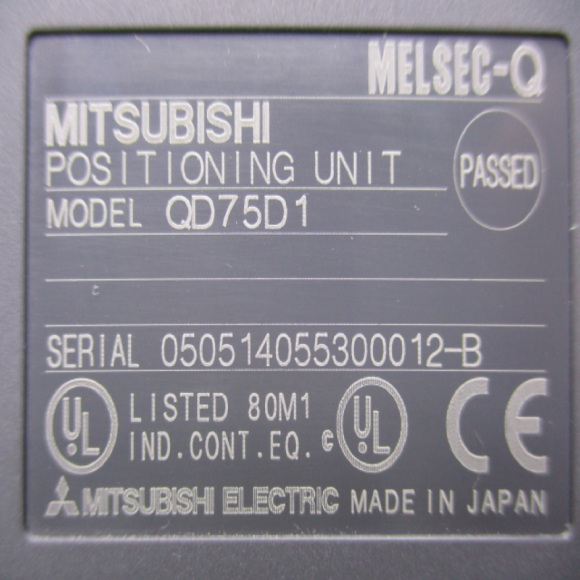 MELSEC-Q
MITSUBISHI
POSITIONING UNIT
PASSED
MODEL QD75D1
SERIAL 050514055300012-B
UL LISTED 80M1 c UL CE
IND.CONT.EQ.
MITSUBISHI ELECTRIC MADE IN JAPAN